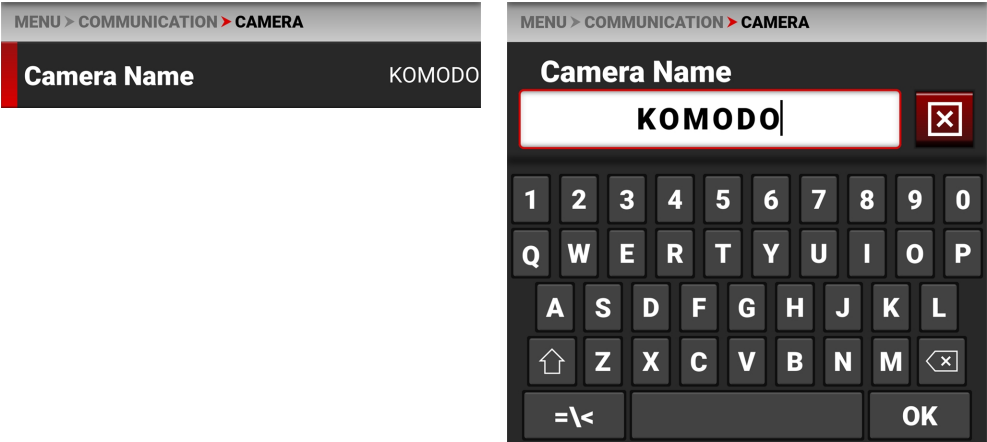 MENU > COMMUNICATION > CAMERA
Camera Name KOMODO
MENU > COMMUNICATION > CAMERA
Camera Name
KOMODO
1 2 3 4 5 6 7 8 9 0
Q W E R T Y U I O P
A S D F G H J K L
Z X C V B N M
=\< OK